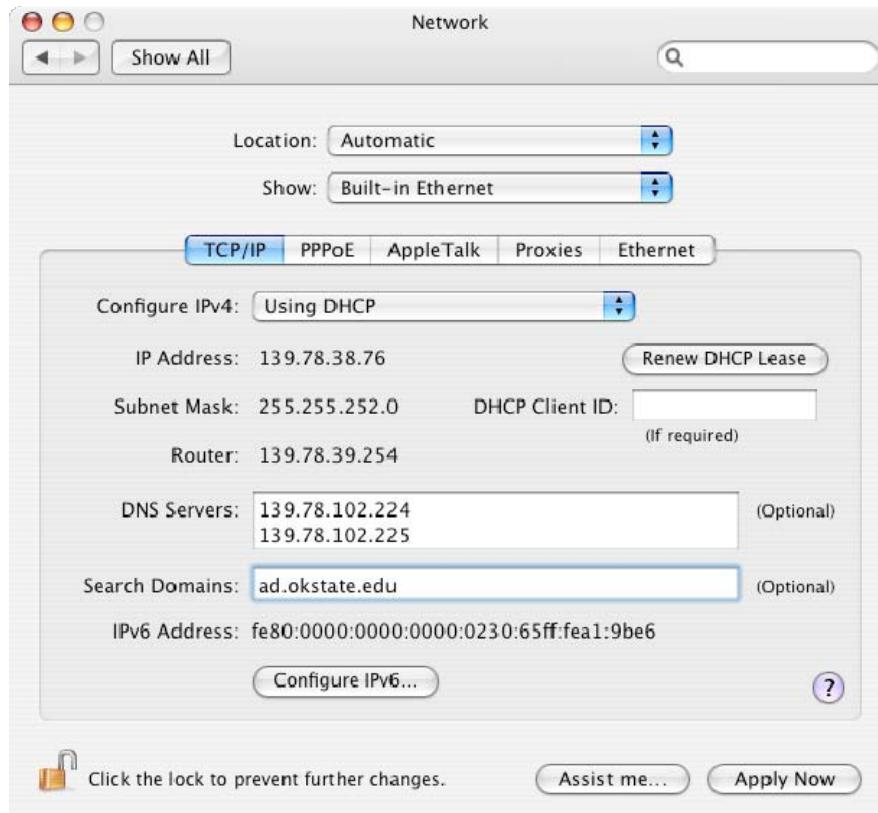 Network
Show All
Location: Automatic
Show: Built-in Ethernet
TCP/IP PPPoE AppleTalk Proxies Ethernet
Configure IPv4: Using DHCP
IP Address: 139.78.38.76 Renew DHCP Lease
Subnet Mask: 255.255.252.0 DHCP Client ID:
(If required)
Router: 139.78.39.254
DNS Servers: 139.78.102.224 (Optional)
139.78.102.225
Search Domains: ad.okstate.edu (Optional)
IPv6 Address: fe80:0000:0000:0000:0230:65ff:fea1:9be6
Configure IPv6...
?
Click the lock to prevent further changes. Assist me... Apply Now